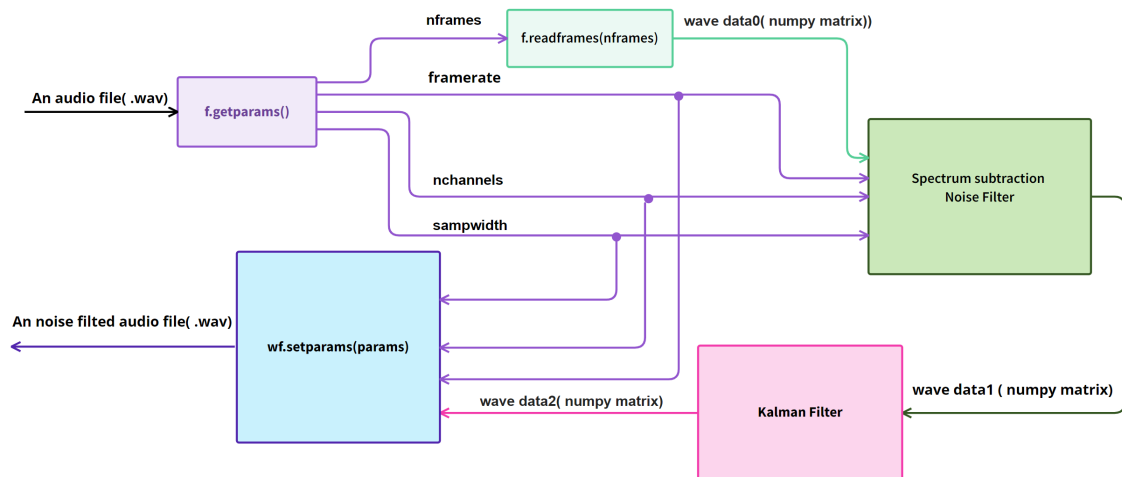 nframes
f.readframes(nframes)
wave data0( numpy matrix))
framerate
An audio file( .wav)
f.getparams()
nchannels
Spectrum subtraction
Noise Filter
sampwidth
An noise filted audio file( .wav)
wf.setparams(params)
wave data2( numpy matrix)
Kalman Filter
wave data1 ( numpy matrix)